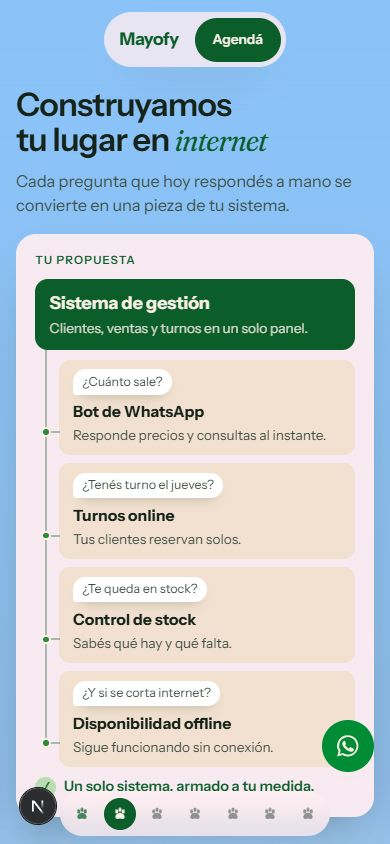 Mayofy
Agendá
Construyamos
tu lugar en internet
Cada pregunta que hoy respondés a mano se
convierte en una pieza de tu sistema.
TU PROPUESTA
Sistema de gestión
Clientes, ventas y turnos en un solo panel.
¿Cuánto sale?
Bot de WhatsApp
Responde precios y consultas al instante.
¿Tenés turno el jueves?
Turnos online
Tus clientes reservan solos.
¿Te queda en stock?
Control de stock
Sabés qué hay y qué falta.
¿Y si se corta internet?
Disponibilidad offline
Sigue funcionando sin conexión.
Un solo sistema, armado a tu medida.
N